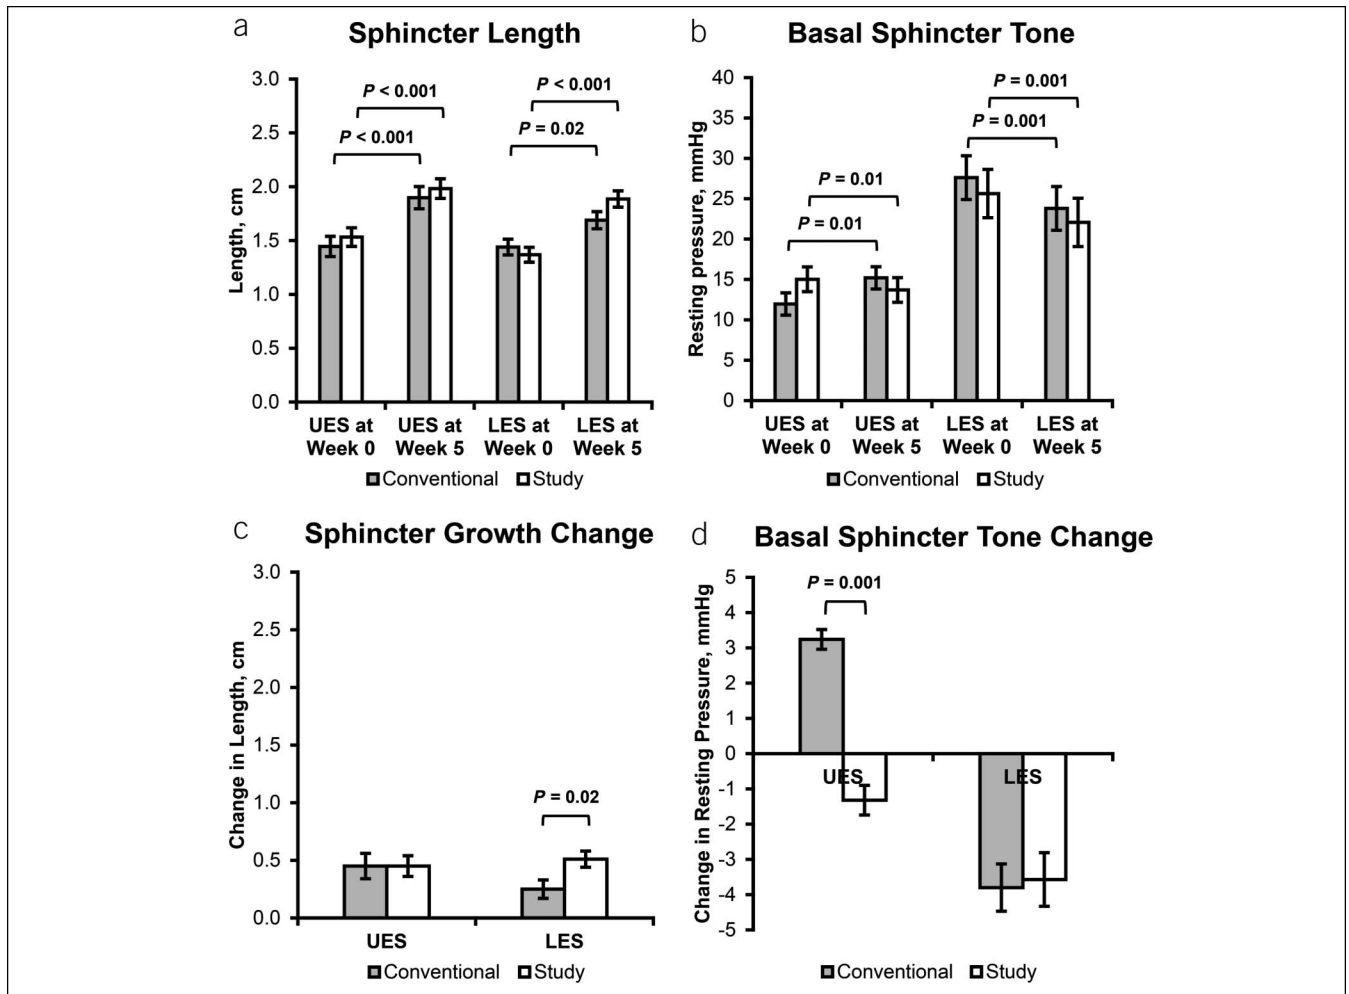 a
Sphincter Length
3.0
2.5
2.0
1.5
1.0
0.5
0.0
Length, cm
P < 0.001
P < 0.001
P < 0.001
P = 0.02
UES at Week 0
UES at Week 5
LES at Week 0
LES at Week 5
Conventional Study
b
Basal Sphincter Tone
40
35
30
25
20
15
10
5
0
Resting pressure, mmHg
P = 0.001
P = 0.001
P = 0.01
P = 0.01
UES at Week 0
UES at Week 5
LES at Week 0
LES at Week 5
Conventional Study
c
Sphincter Growth Change
3.0
2.5
2.0
1.5
1.0
0.5
0.0
Change in Length, cm
P = 0.02
UES
LES
Conventional Study
d
Basal Sphincter Tone Change
5
4
3
2
1
0
-1
-2
-3
-4
-5
Change in Resting Pressure, mmHg
P = 0.001
UES
LES
Conventional Study